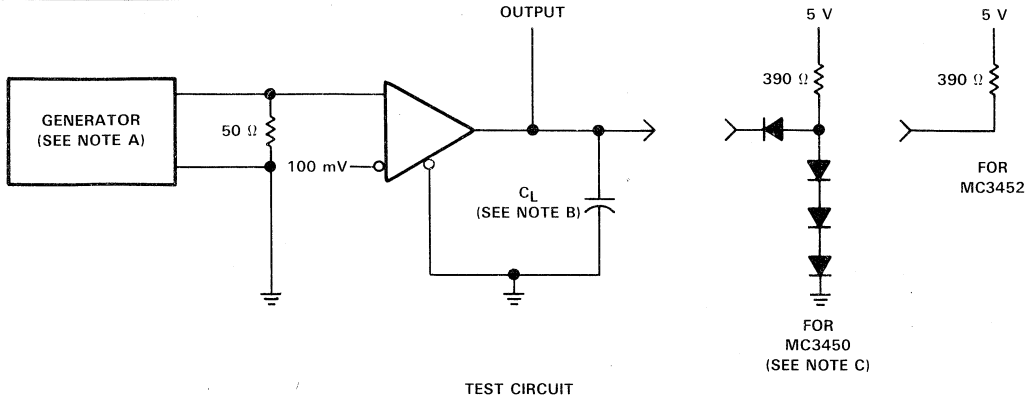 OUTPUT
5 V
5 V
390 Ω
390 Ω
GENERATOR
(SEE NOTE A)
50 Ω
100 mV
CL
(SEE NOTE B)
FOR
MC3452
FOR
MC3450
(SEE NOTE C)
TEST CIRCUIT